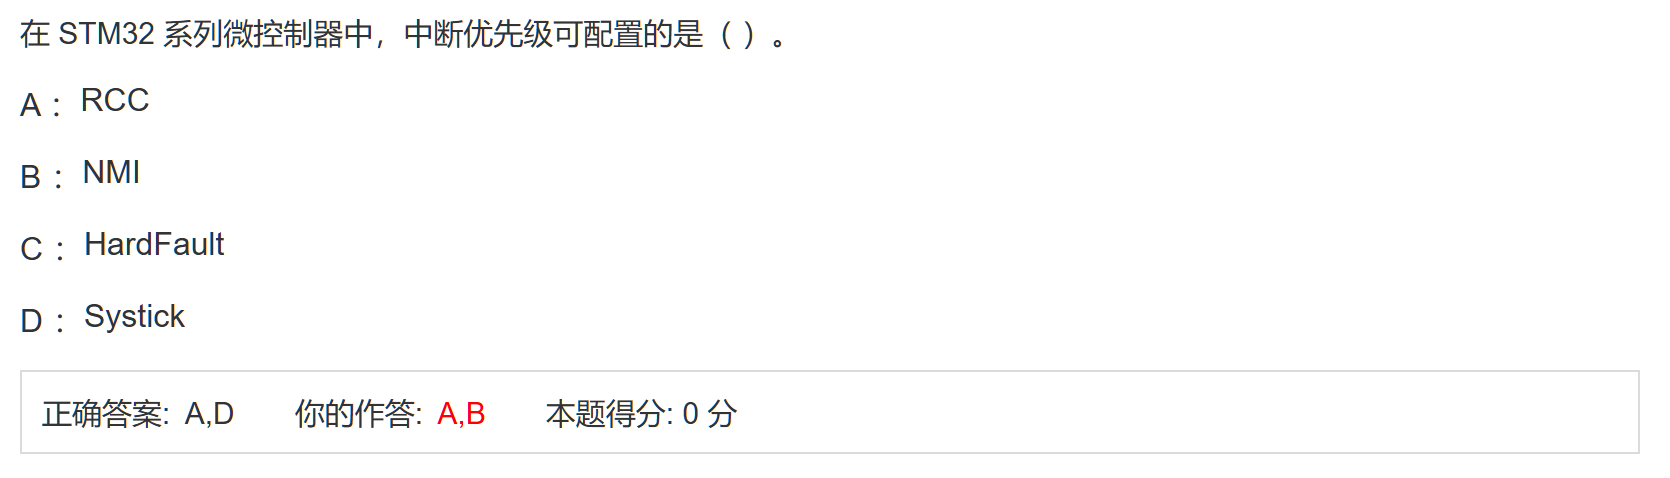 在 STM32 系列微控制器中，中断优先级可配置的是（ ）。
A： RCC
B： NMI
C： HardFault
D： Systick
正确答案: A,D 你的作答: A,B 本题得分: 0 分